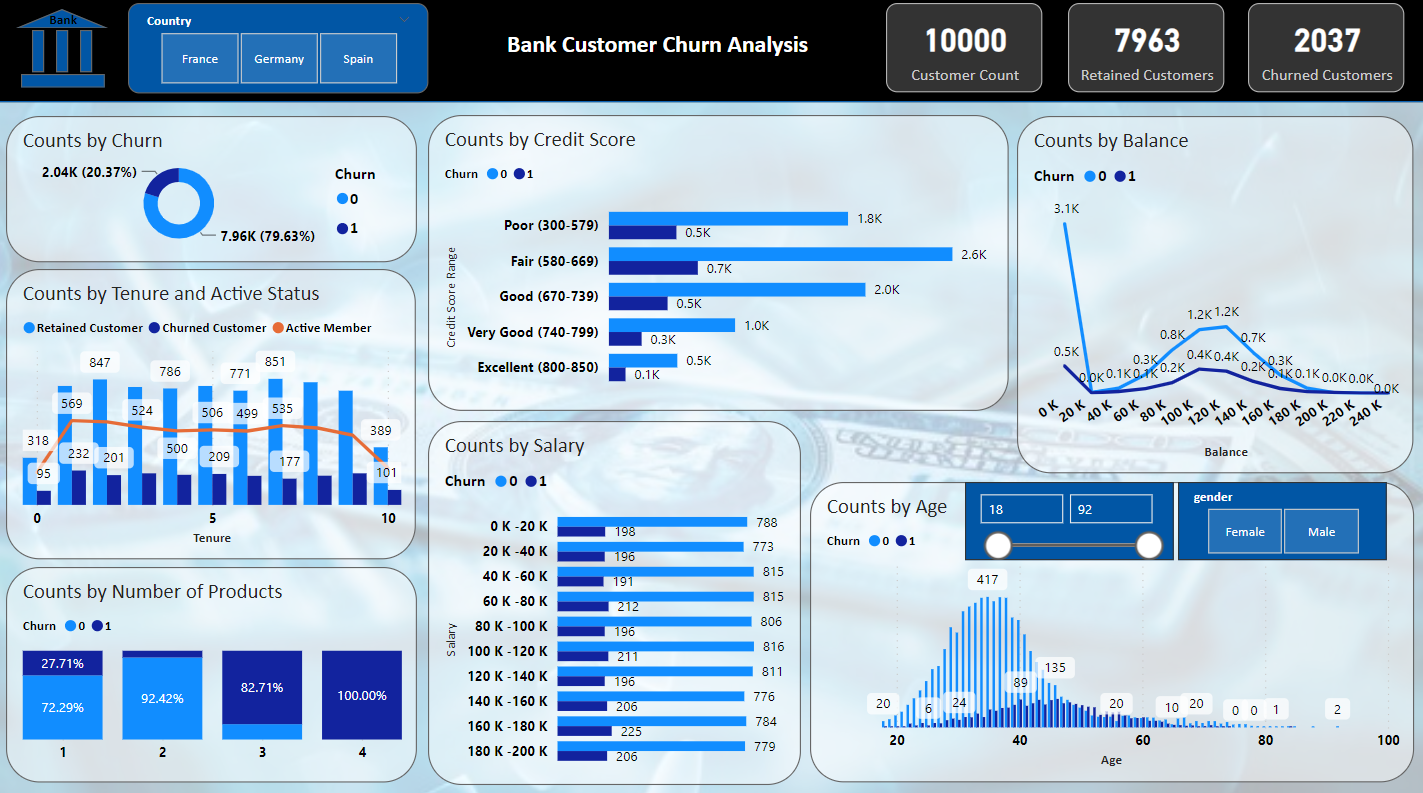 Bank
Country
France Germany Spain
Bank Customer Churn Analysis
10000
Customer Count
7963
Retained Customers
2037
Churned Customers
Counts by Churn
2.04K (20.37%)
7.96K (79.63%)
Churn
0
1
Counts by Tenure and Active Status
Retained Customer Churned Customer Active Member
847 786 771 851
569 524 506 499 535
318 389
232 201 500 209 177
95 101
0 5 10
Tenure
Counts by Number of Products
Churn 0 1
27.71%
72.29%
92.42%
82.71%
100.00%
1 2 3 4
Counts by Credit Score
Churn 0 1
Credit Score Range
Poor (300-579) 1.8K
0.5K
Fair (580-669) 2.6K
0.7K
Good (670-739) 2.0K
0.5K
Very Good (740-799) 1.0K
0.3K
Excellent (800-850) 0.5K
0.1K
Counts by Salary
Churn 0 1
Salary
0 K -20 K 788
198
20 K -40 K 773
196
40 K -60 K 815
191
60 K -80 K 815
212
80 K -100 K 806
196
100 K -120 K 816
211
120 K -140 K 811
196
140 K -160 K 776
206
160 K -180 K 784
225
180 K -200 K 779
206
Counts by Balance
Churn 0 1
3.1K
1.2K 1.2K
0.8K 0.7K
0.5K 0.3K 0.4K 0.4K 0.3K
0.0K 0.1K 0.1K 0.2K 0.2K 0.1K 0.1K 0.0K 0.0K
0.0K
0 K 20 K 40 K 60 K 80 K 100 K 120 K 140 K 160 K 180 K 200 K 220 K 240 K
Balance
Counts by Age
18 92
gender
Female Male
Churn 0 1
417
135
89
20 6 24 20 10 20 0 0 1 2
20 40 60 80 100
Age